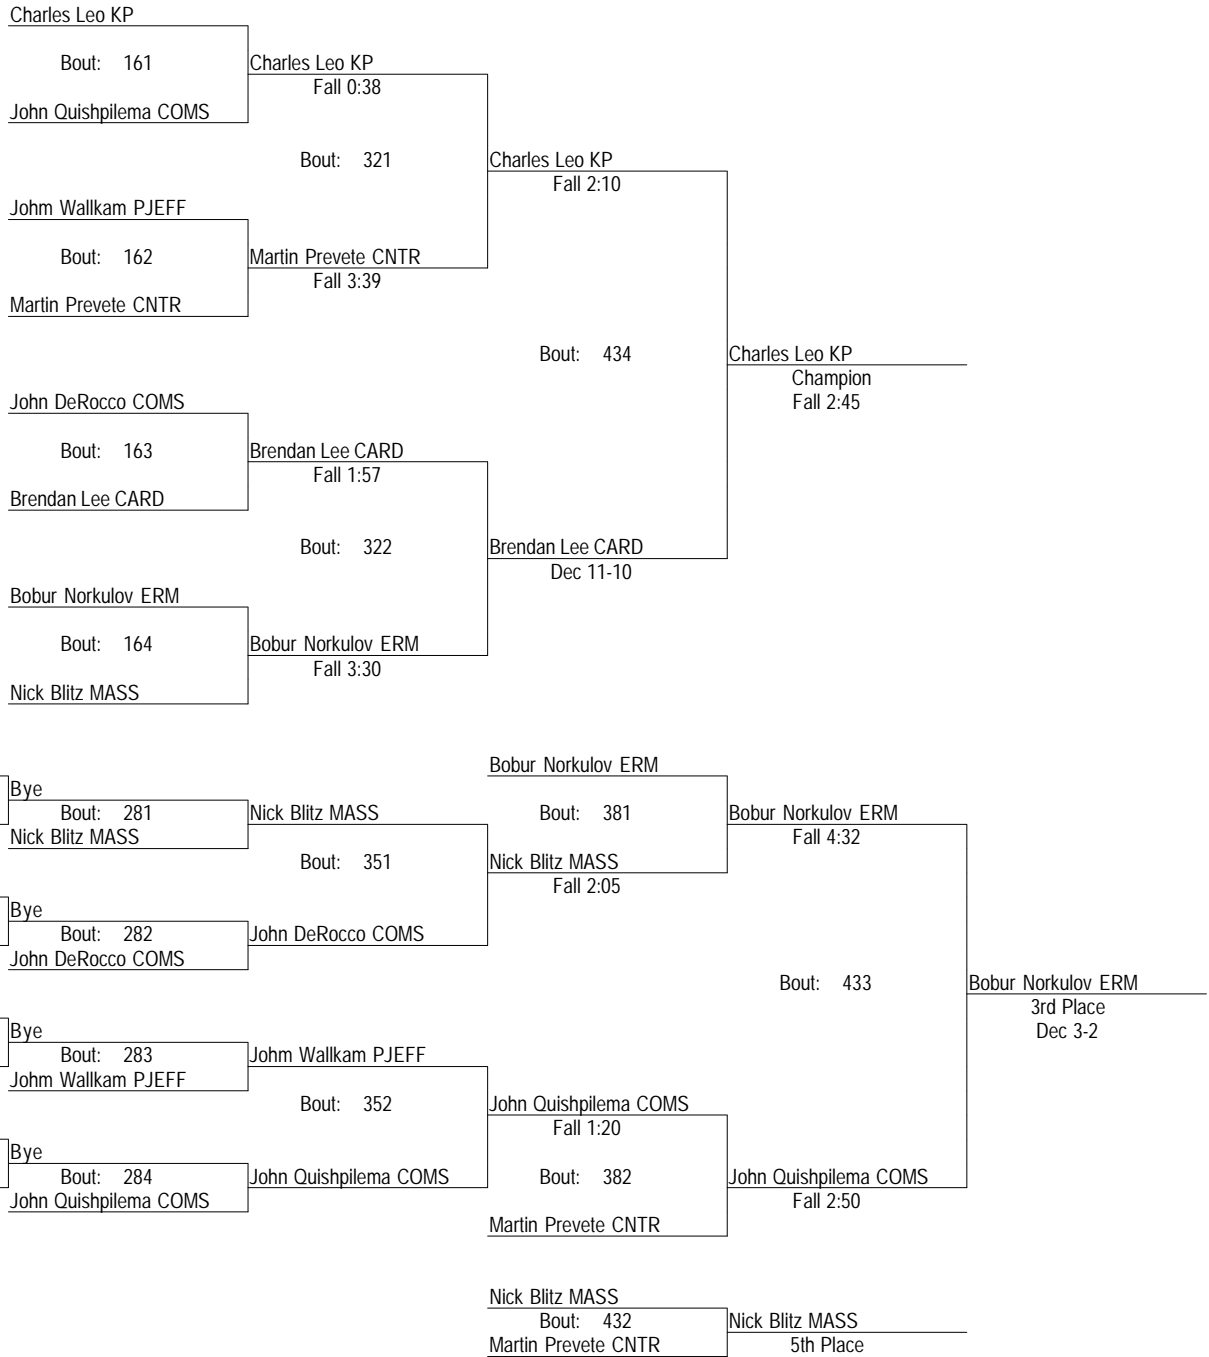 Charles Leo KP
Bout: 161
Charles Leo KP
Fall 0:38
John Quishpilema COMS
Bout: 321
Charles Leo KP
Fall 2:10
Johm Wallkam PJEFF
Bout: 162
Martin Prevete CNTR
Fall 3:39
Martin Prevete CNTR
Bout: 434
Charles Leo KP
Champion
Fall 2:45
John DeRocco COMS
Bout: 163
Brendan Lee CARD
Fall 1:57
Brendan Lee CARD
Bout: 322
Brendan Lee CARD
Dec 11-10
Bobur Norkulov ERM
Bout: 164
Bobur Norkulov ERM
Fall 3:30
Nick Blitz MASS
Bobur Norkulov ERM
Bye
Bout: 281
Nick Blitz MASS
Nick Blitz MASS
Bout: 381
Bobur Norkulov ERM
Fall 4:32
Bout: 351
Nick Blitz MASS
Fall 2:05
Bye
Bout: 282
John DeRocco COMS
John DeRocco COMS
Bout: 433
Bobur Norkulov ERM
3rd Place
Dec 3-2
Bye
Bout: 283
Johm Wallkam PJEFF
Johm Wallkam PJEFF
Bout: 352
John Quishpilema COMS
Fall 1:20
Bye
Bout: 284
John Quishpilema COMS
John Quishpilema COMS
Bout: 382
John Quishpilema COMS
Fall 2:50
Martin Prevete CNTR
Nick Blitz MASS
Bout: 432
Nick Blitz MASS
5th Place
Martin Prevete CNTR